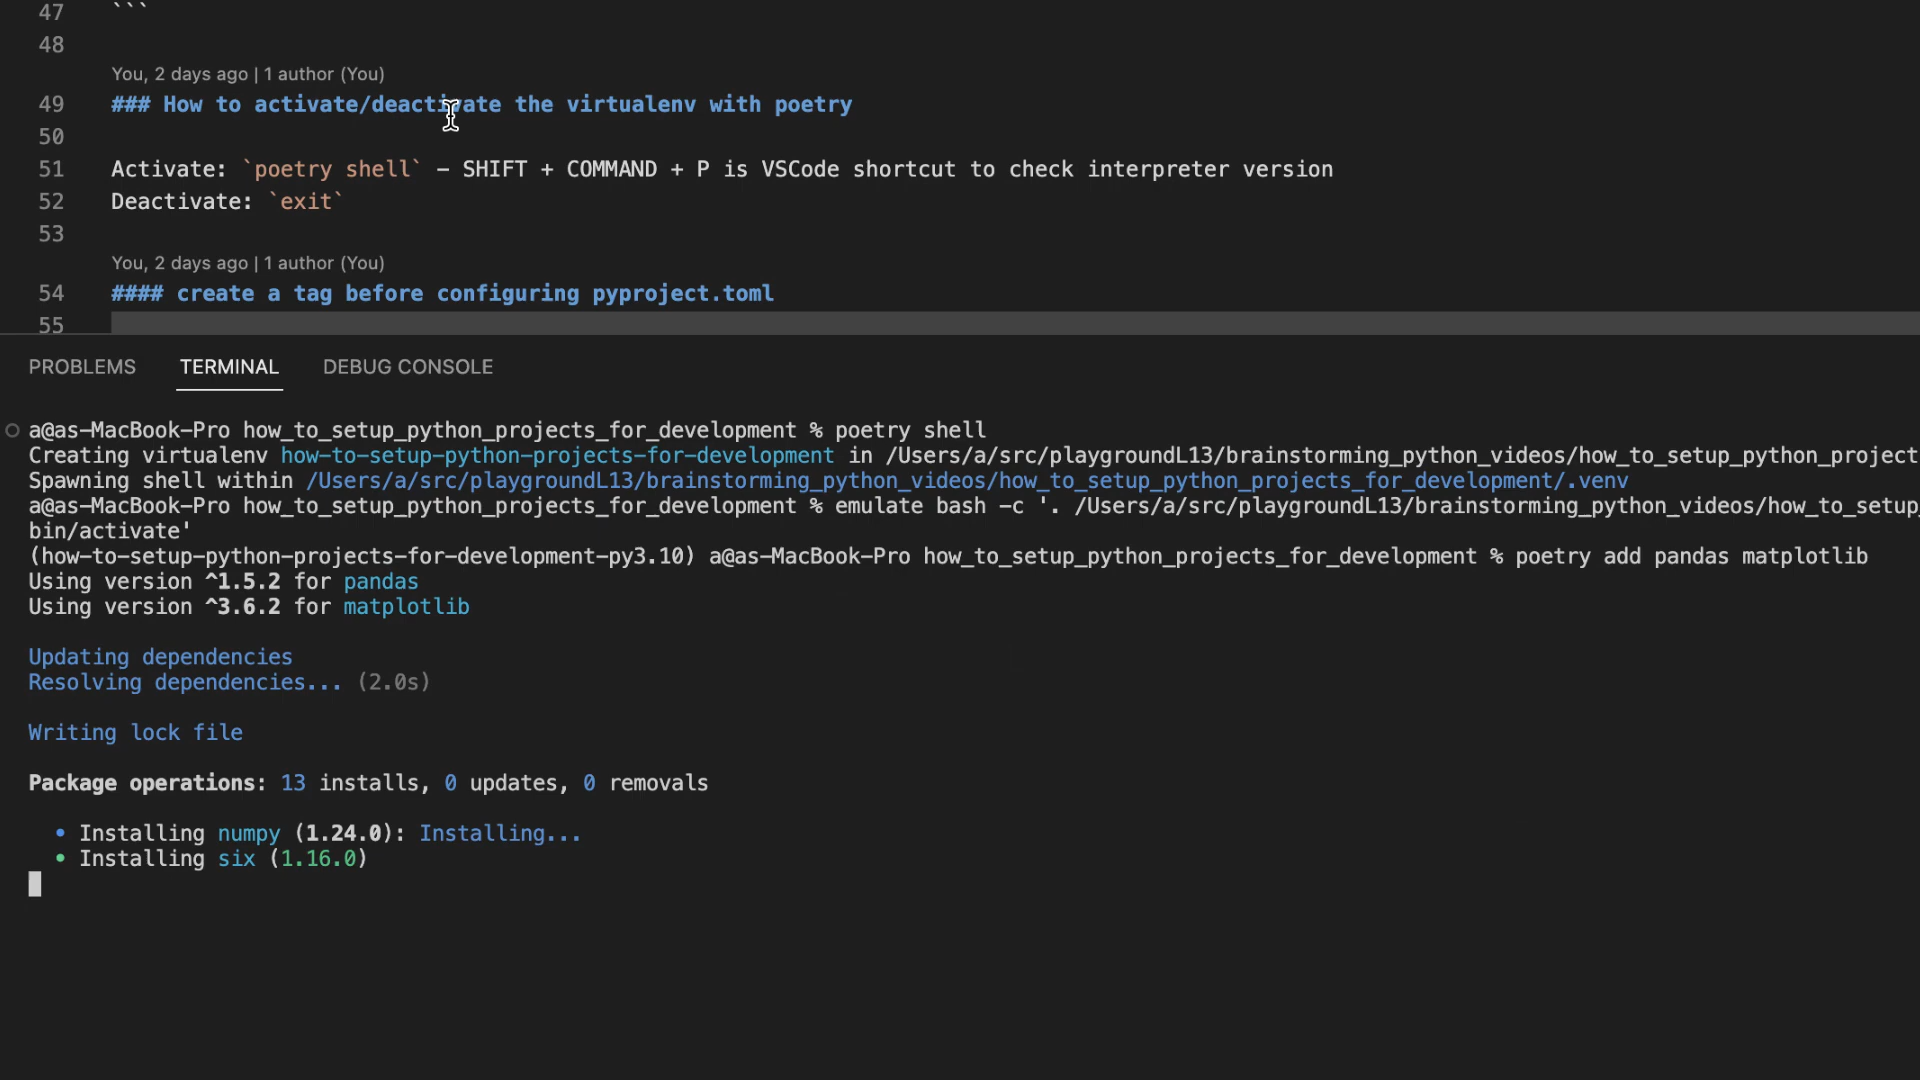 47 ```
48
You, 2 days ago | 1 author (You)
49 ### How to activate/deactivate the virtualenv with poetry
50
51 Activate: `poetry shell` – SHIFT + COMMAND + P is VSCode shortcut to check interpreter version
52 Deactivate: `exit`
53
You, 2 days ago | 1 author (You)
54 #### create a tag before configuring pyproject.toml
55
PROBLEMS TERMINAL DEBUG CONSOLE
a@as-MacBook-Pro how_to_setup_python_projects_for_development % poetry shell
Creating virtualenv how-to-setup-python-projects-for-development in /Users/a/src/playgroundL13/brainstorming_python_videos/how_to_setup_python_project
Spawning shell within /Users/a/src/playgroundL13/brainstorming_python_videos/how_to_setup_python_projects_for_development/.venv
a@as-MacBook-Pro how_to_setup_python_projects_for_development % emulate bash -c '. /Users/a/src/playgroundL13/brainstorming_python_videos/how_to_setup_
bin/activate'
(how-to-setup-python-projects-for-development-py3.10) a@as-MacBook-Pro how_to_setup_python_projects_for_development % poetry add pandas matplotlib
Using version ^1.5.2 for pandas
Using version ^3.6.2 for matplotlib
Updating dependencies
Resolving dependencies... (2.0s)
Writing lock file
Package operations: 13 installs, 0 updates, 0 removals
• Installing numpy (1.24.0): Installing...
• Installing six (1.16.0)